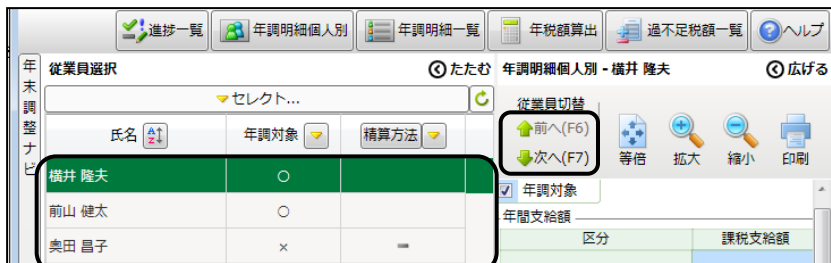 進捗一覧 年調明細個人別 年調明細一覧 年税額算出 過不足税額一覧 ヘルプ
年末調整ナビ
従業員選択 たたむ
セレクト...
氏名 年調対象 精算方法
横井 隆夫 ○
前山 健太 ○
奥田 昌子 × ー
年調明細個人別 - 横井 隆夫 広げる
従業員切替
前へ(F6)
次へ(F7)
等倍 拡大 縮小 印刷
年調対象
年間支給額
区分 課税支給額